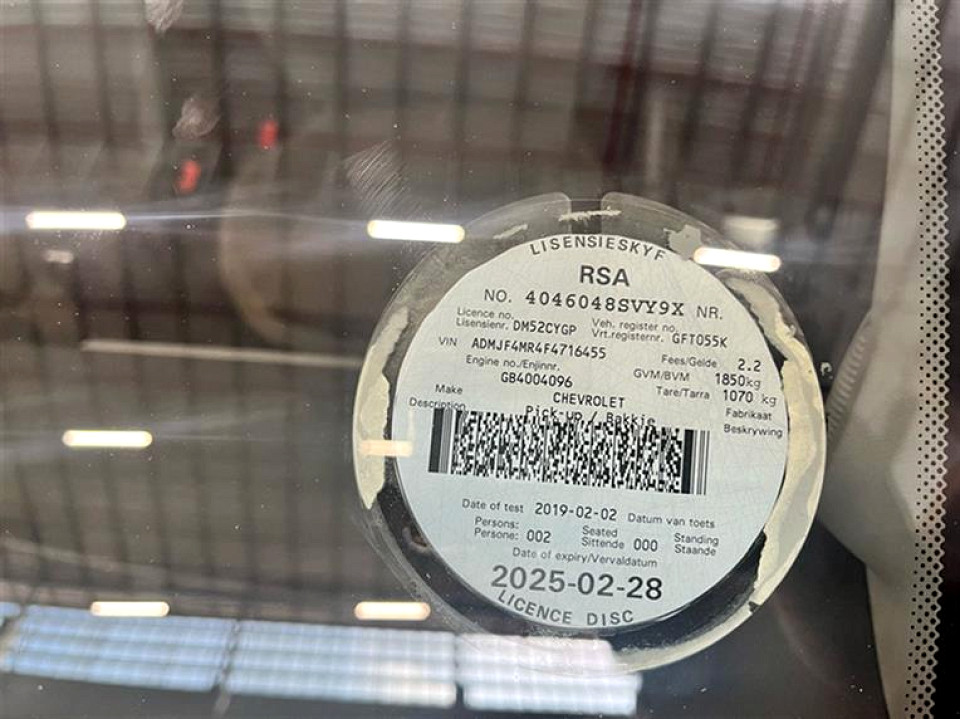 LISENSIESKYF
RSA
NO. 4046048SVY9X NR.
Licence no. Veh. register no.
Lisensienr. DM52CYGP Vrt.registernr. GFT055K
VIN ADMJF4MR4F4716455 Fees/Gelde 2.2
Engine no./Enjinnr. GVM/BVM 1850kg
GB4004096 Tare/Tarra 1070 kg
Make CHEVROLET Fabrikaat
Description Pick-up / Bakkie Beskrywing
Date of test 2019-02-02 Datum van toets
Persons: Seated Standing
Persone: 002 Sittende 000 Staande
Date of expiry/Vervaldatum
2025-02-28
LICENCE DISC